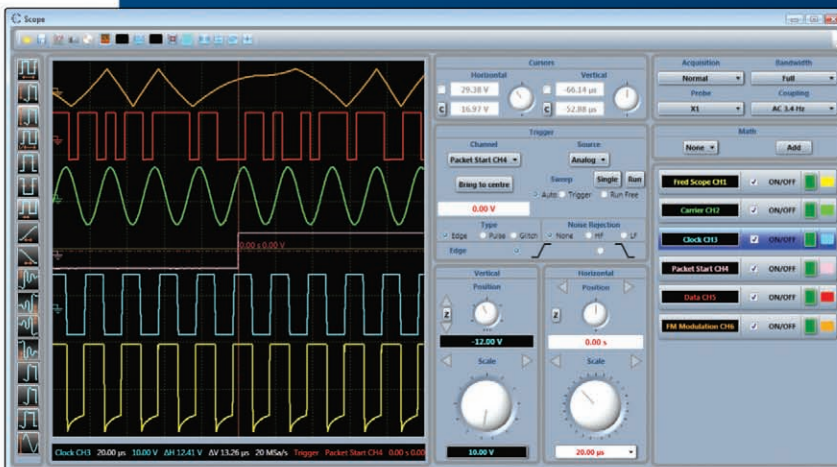 Scope
Cursors
Horizontal
Vertical
29.38 V
-66.14 µs
C
16.97 V
C
-52.88 µs
Trigger
Channel
Source
Packet Start CH4
Analog
Bring to centre
Sweep
Single
Run
Auto
Trigger
Run Free
0.00 V
Type
Noise Rejection
Edge
Pulse
Glitch
None
HF
LF
Edge
Vertical
Position
Z
-12.00 V
Scale
10.00 V
Horizontal
Position
Z
0.00 s
Scale
20.00 µs
Acquisition
Bandwidth
Normal
Full
Probe
Coupling
X1
AC 3.4 Hz
Math
None
Add
Fred Scope CH1
ON/OFF
Carrier CH2
ON/OFF
Clock CH3
ON/OFF
Packet Start CH4
ON/OFF
Data CH5
ON/OFF
FM Modulation CH6
ON/OFF
0.00 s 0.00 V
Clock CH3 20.00 µs 10.00 V ΔH 12.41 V ΔV 13.26 µs 20 MSa/s Trigger Packet Start CH4 0.00 s 0.00